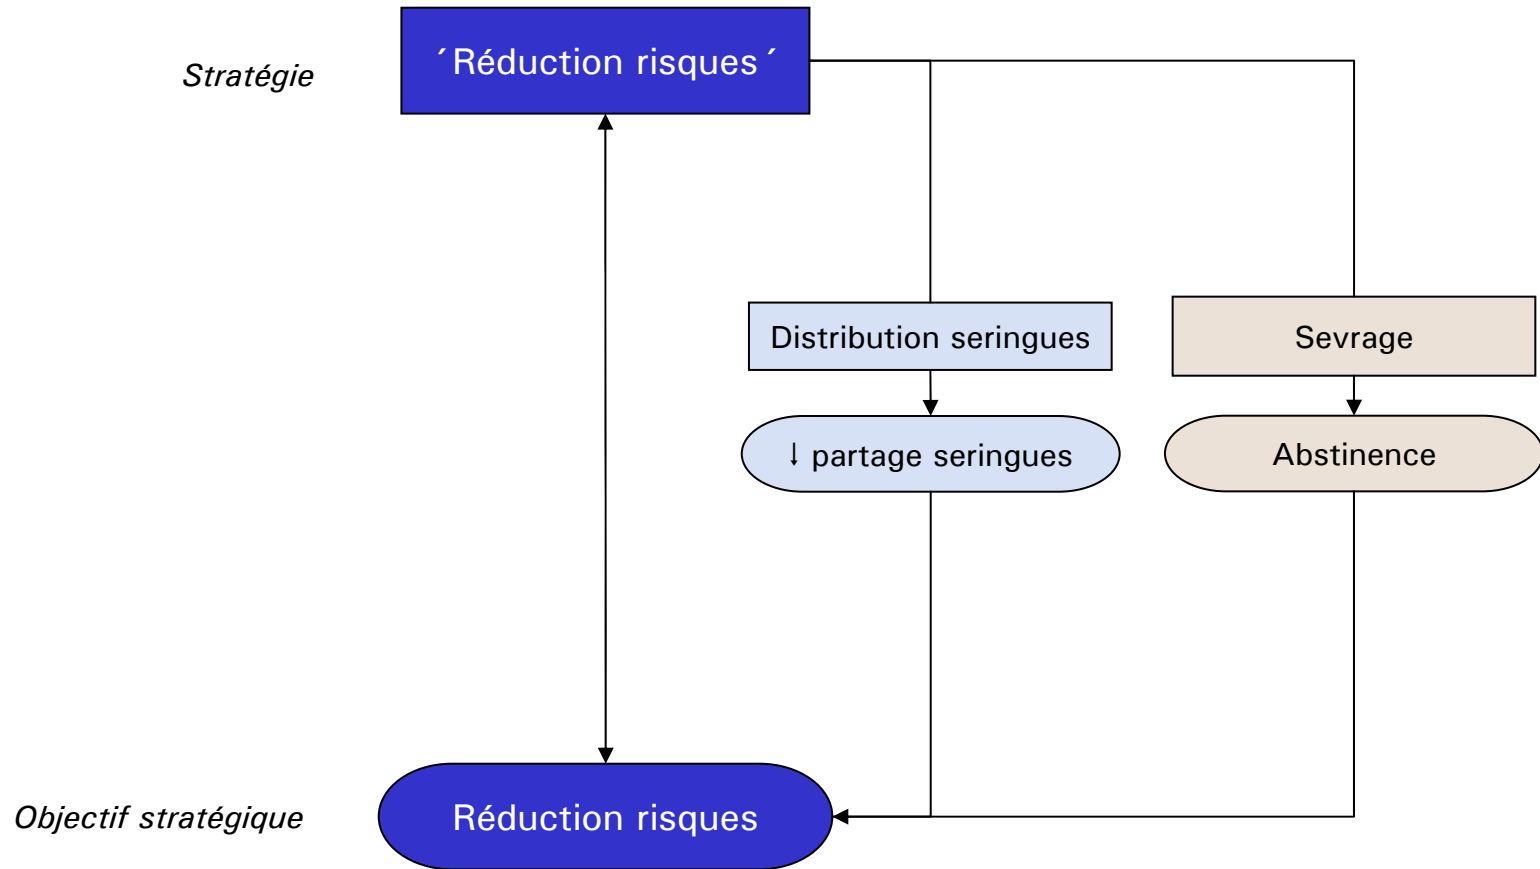 Stratégie
´Réduction risques´
Distribution seringues
Sevrage
↓ partage seringues
Abstinence
Objectif stratégique
Réduction risques